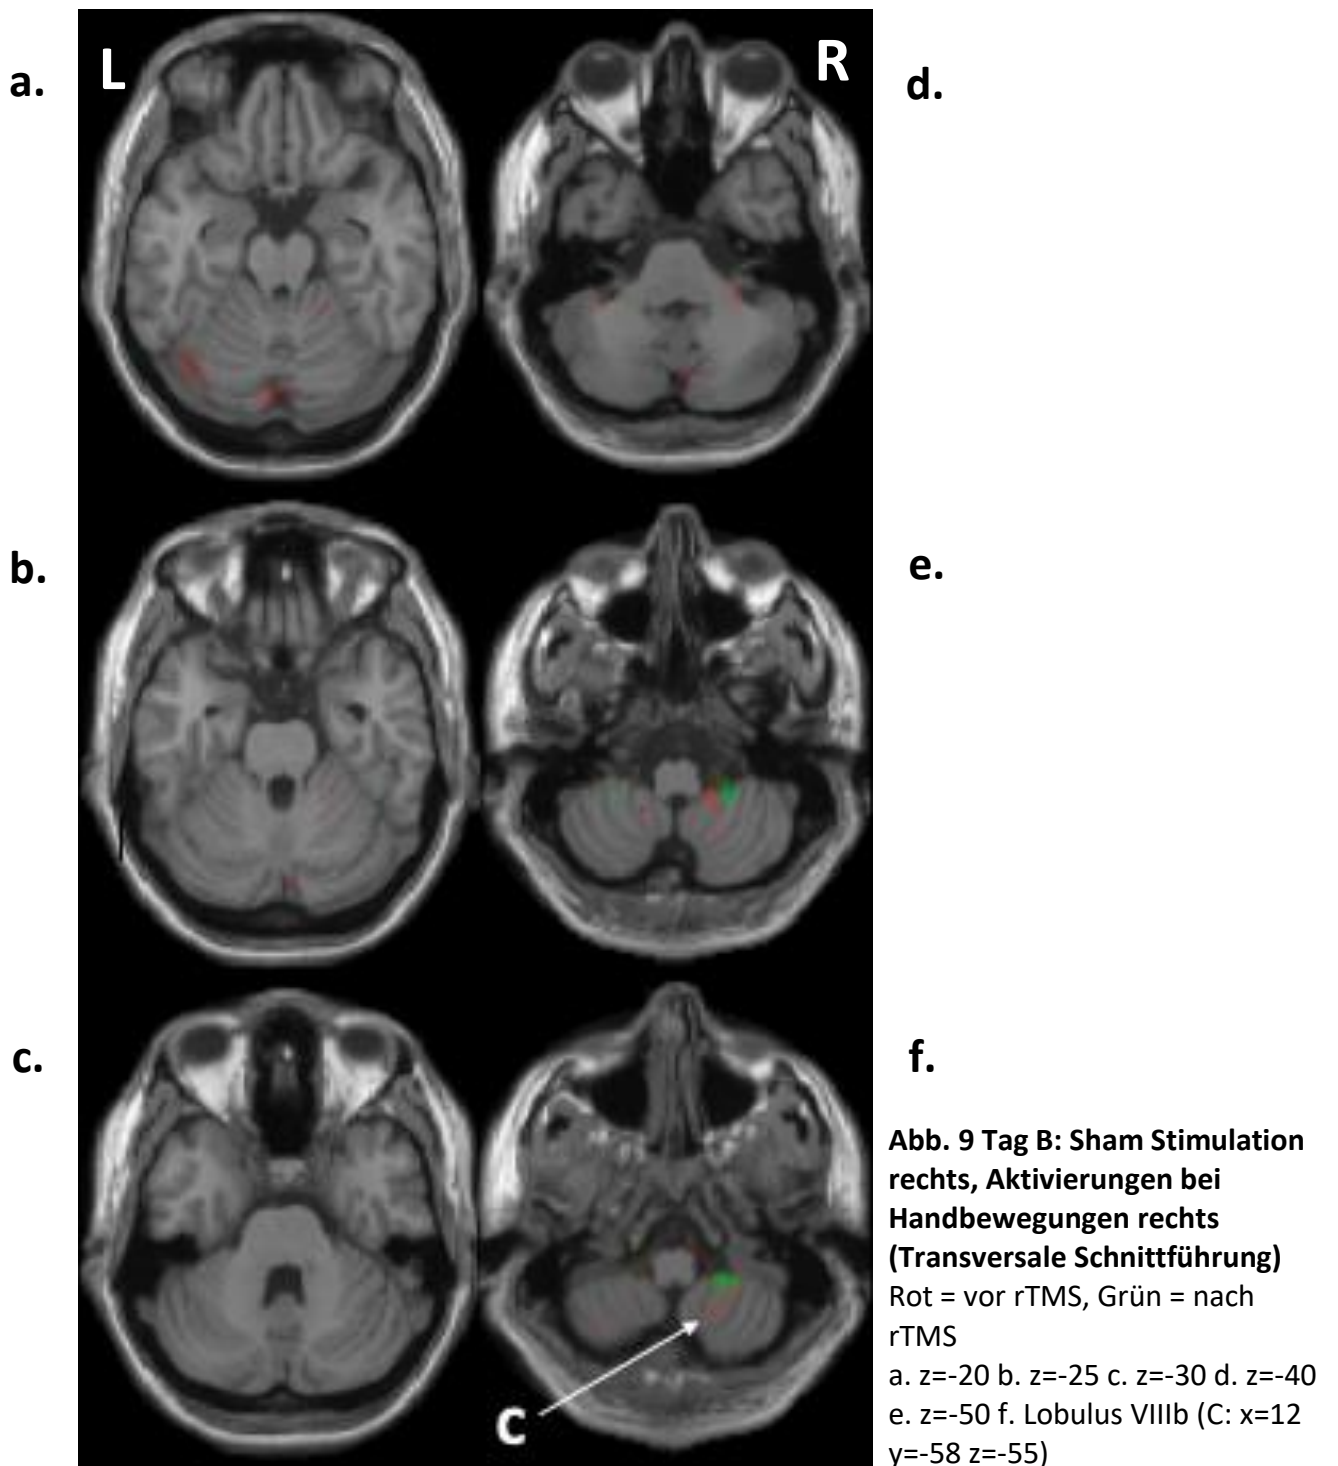 a.
L
R
d.
b.
e.
c.
f.
c
Abb. 9 Tag B: Sham Stimulation
rechts, Aktivierungen bei
Handbewegungen rechts
(Transversale Schnittführung)
Rot = vor rTMS, Grün = nach
rTMS
a. z=-20 b. z=-25 c. z=-30 d. z=-40
e. z=-50 f. Lobulus VIIIb (C: x=12
y=-58 z=-55)